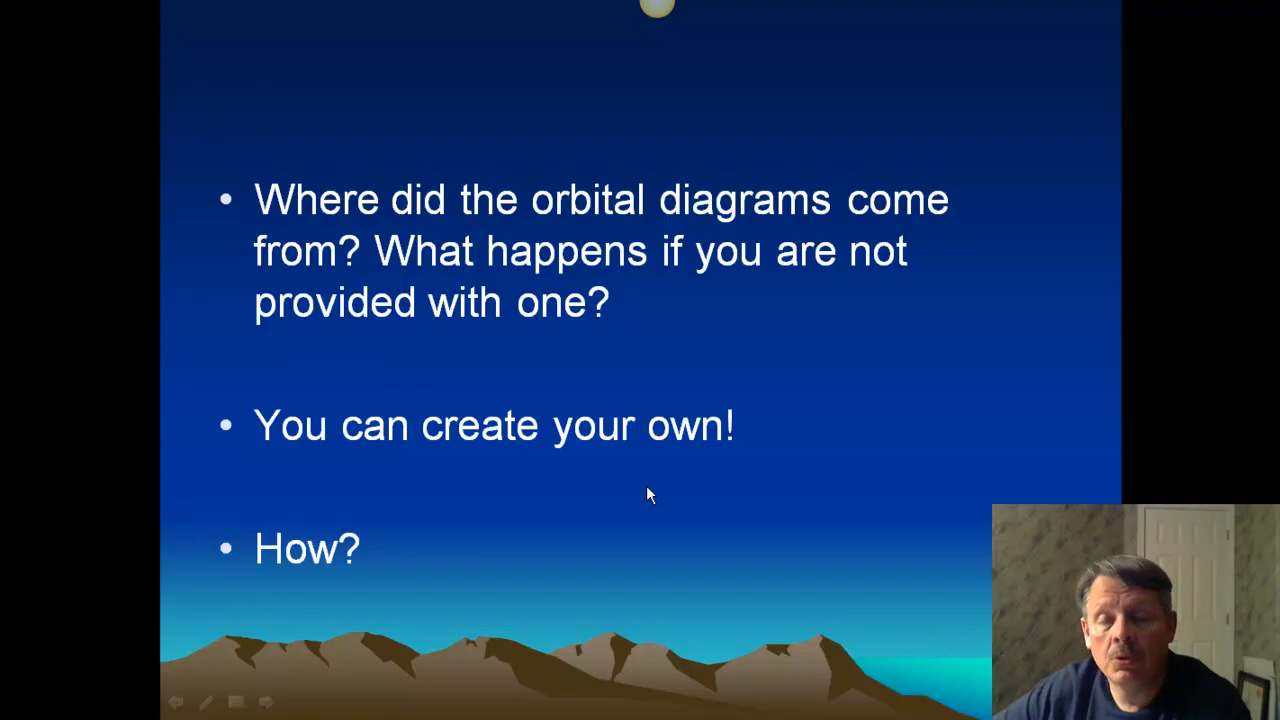 • Where did the orbital diagrams come
from? What happens if you are not
provided with one?
• You can create your own!
• How?